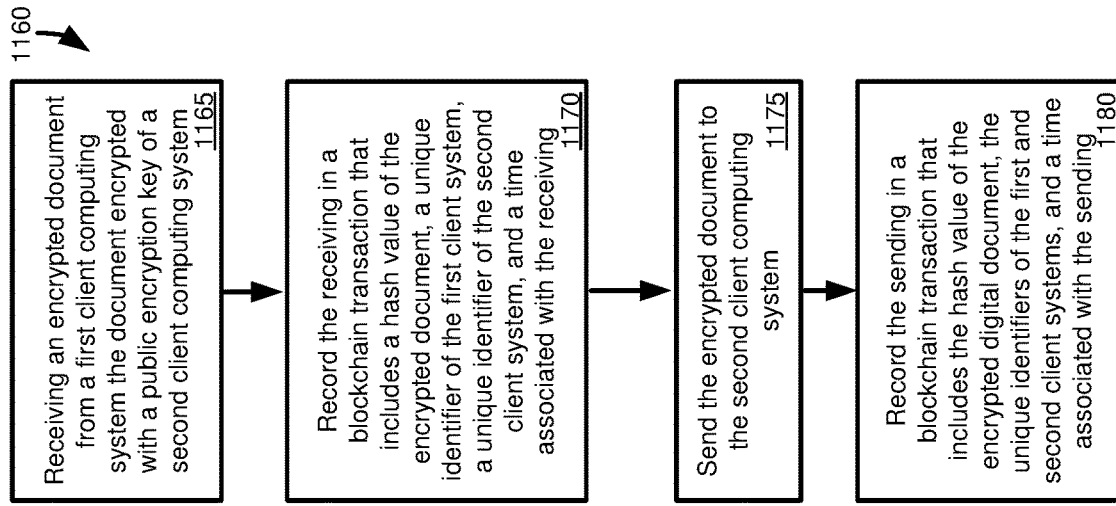 1160
Receiving an encrypted document
from a first client computing
system the document encrypted
with a public encryption key of a
second client computing system
1165
Record the receiving in a
blockchain transaction that
includes a hash value of the
encrypted document, a unique
identifier of the first client system,
a unique identifier of the second
client system, and a time
associated with the receiving
1170
Send the encrypted document to
the second client computing
system
1175
Record the sending in a
blockchain transaction that
includes the hash value of the
encrypted digital document, the
unique identifiers of the first and
second client systems, and a time
associated with the sending
1180